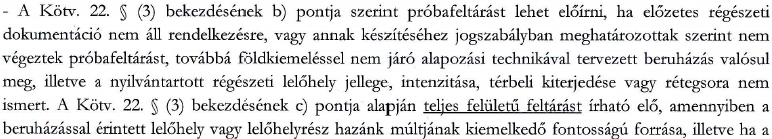 - A Kötv. 22. § (3) bekezdésének b) pontja szerint próbafeltárást lehet előírni, ha előzetes régészeti
dokumentáció nem áll rendelkezésre, vagy annak készítéséhez jogszabályban meghatározottak szerint nem
végeztek próbafeltárást, továbbá földkiemeléssel nem járó alapozási technikával tervezett beruházás valósul
meg, illetve a nyilvántartott régészeti lelőhely jellege, intenzitása, térbeli kiterjedése vagy rétegsora nem
ismert. A Kötv. 22. § (3) bekezdésének c) pontja alapján teljes felületű feltárást írható elő, amennyiben a
beruházással érintett lelőhely vagy lelőhelyrész hazánk múltjának kiemelkedő fontosságú forrása, illetve ha a